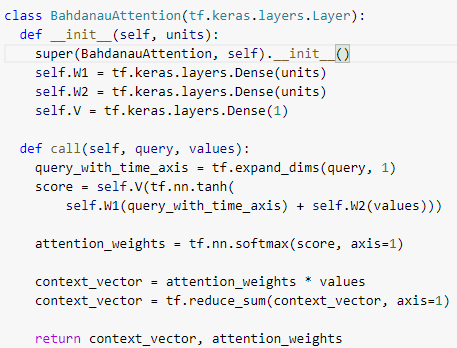 class BahdanauAttention(tf.keras.layers.Layer):
  def __init__(self, units):
    super(BahdanauAttention, self).__init__()
    self.W1 = tf.keras.layers.Dense(units)
    self.W2 = tf.keras.layers.Dense(units)
    self.V = tf.keras.layers.Dense(1)

  def call(self, query, values):
    query_with_time_axis = tf.expand_dims(query, 1)
    score = self.V(tf.nn.tanh(
        self.W1(query_with_time_axis) + self.W2(values)))

    attention_weights = tf.nn.softmax(score, axis=1)

    context_vector = attention_weights * values
    context_vector = tf.reduce_sum(context_vector, axis=1)

    return context_vector, attention_weights